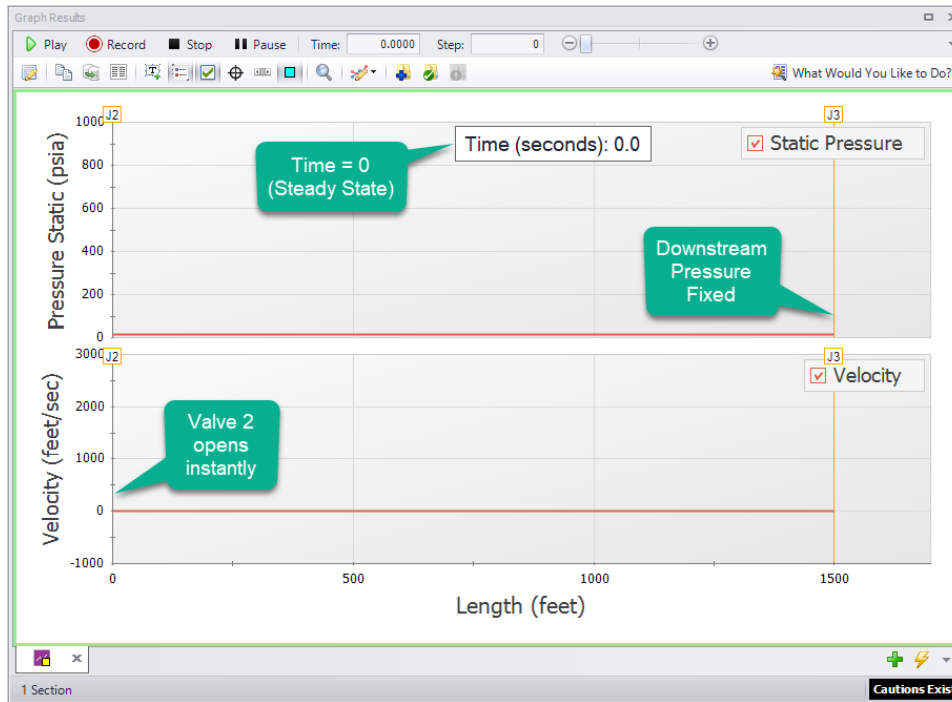 Graph Results
Play Record Stop Pause Time: 0.0000 Step: 0
What Would You Like to Do?
J2 J3
1000
800
600
400
200
0
Pressure Static (psia)
Time (seconds): 0.0
Static Pressure
Time = 0
(Steady State)
Downstream
Pressure
Fixed
J2 J3
3000
2000
1000
0
-1000
Velocity (feet/sec)
Velocity
Valve 2
opens
instantly
0 500 1000 1500
Length (feet)
1 Section
Cautions Exist